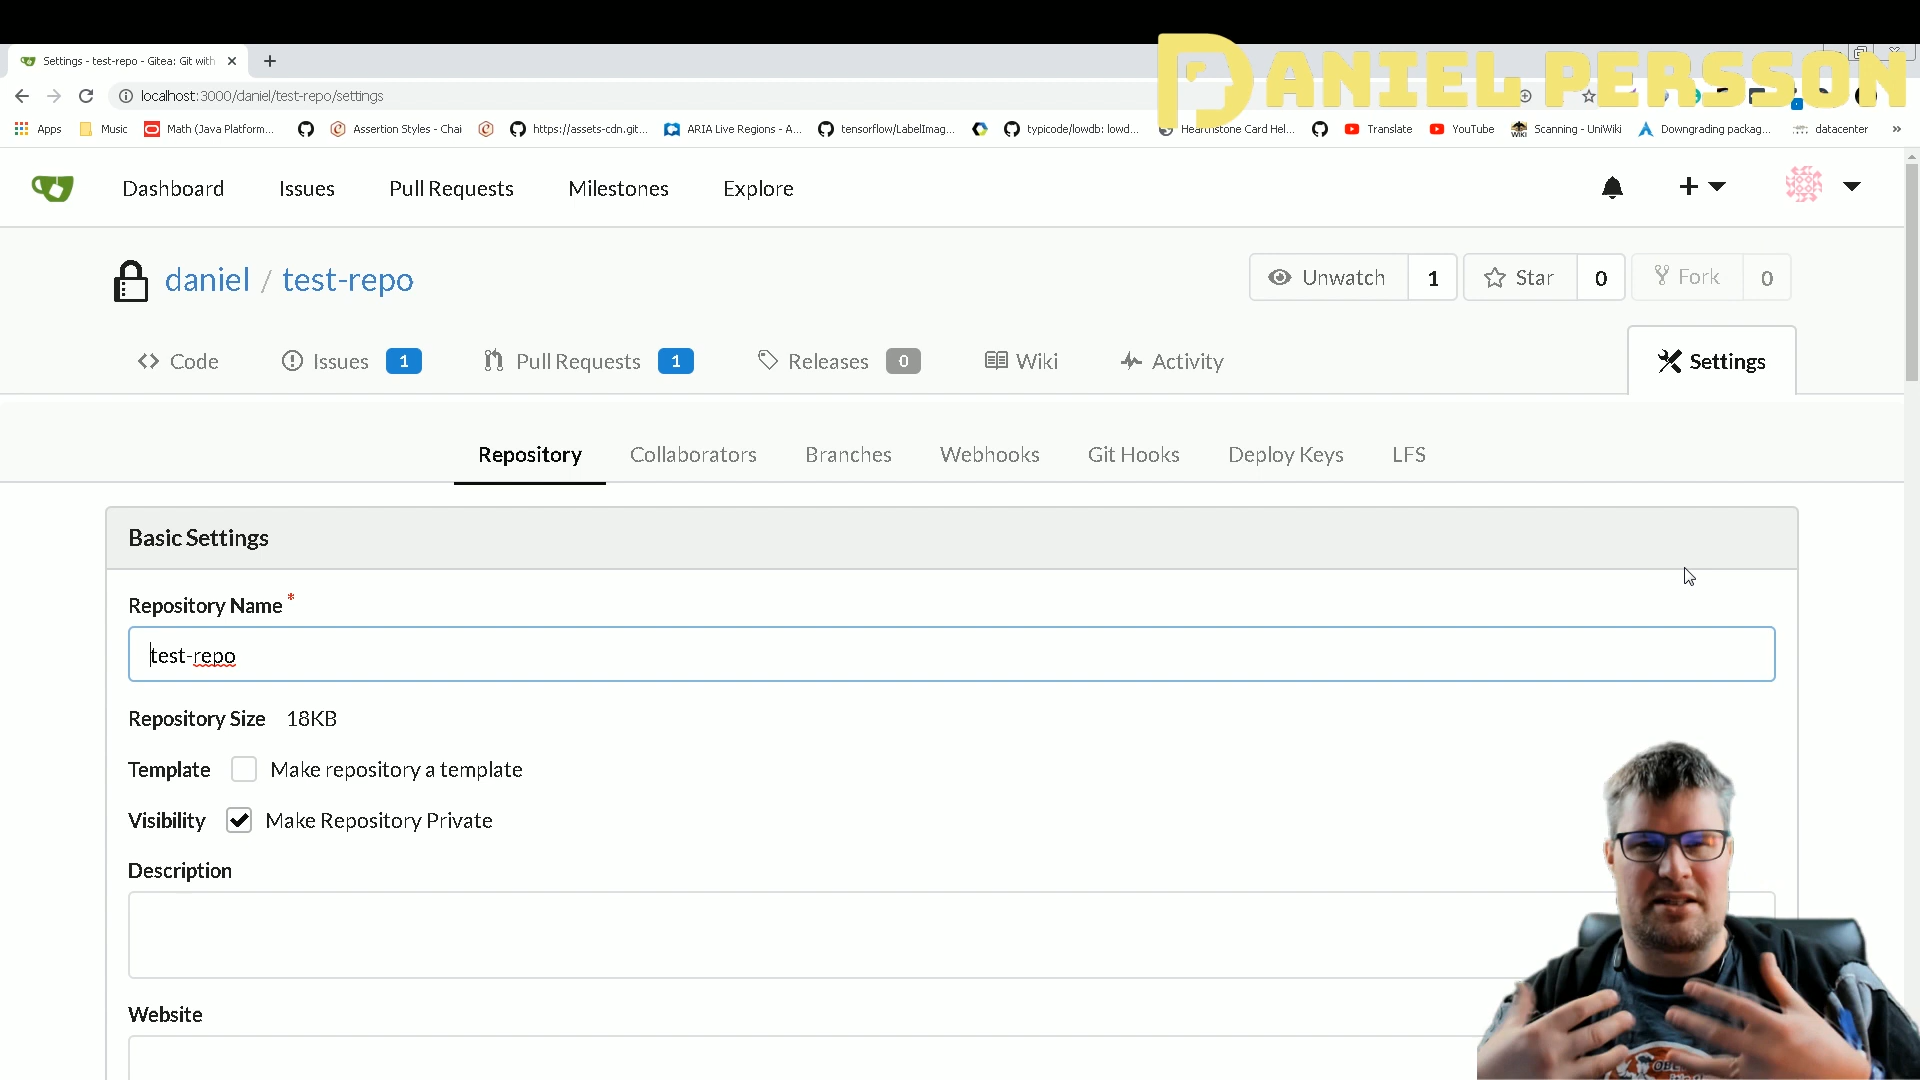 Settings - test-repo - Gitea: Git with
DANIEL PERSSON
localhost:3000/daniel/test-repo/settings
Apps Music Math (Java Platform... Assertion Styles - Chai https://assets-cdn.git... ARIA Live Regions - A... tensorflow/LabelImag... typicode/lowdb: lowd... Hearthstone Card Hel... Translate YouTube Scanning - UniWiki Downgrading packag... datacenter »
Dashboard Issues Pull Requests Milestones Explore
daniel / test-repo
Unwatch 1 Star 0 Fork 0
Code Issues 1 Pull Requests 1 Releases 0 Wiki Activity Settings
Repository Collaborators Branches Webhooks Git Hooks Deploy Keys LFS
Basic Settings
Repository Name *
test-repo
Repository Size 18KB
Template Make repository a template
Visibility Make Repository Private
Description
Website